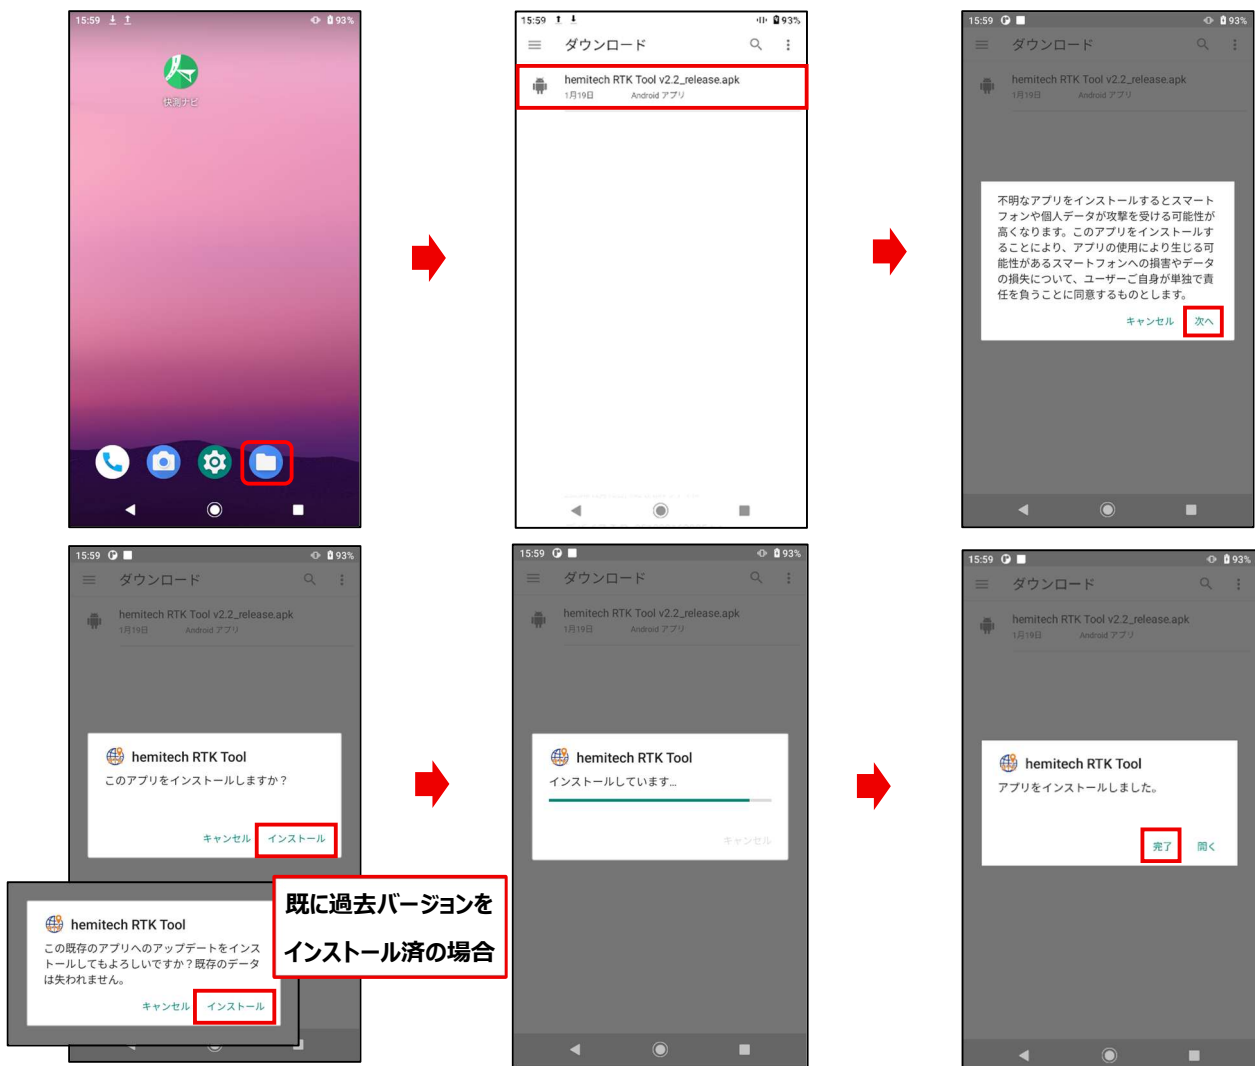 15:59
93%
快測ナビ
15:59
93%
ダウンロード
hemitech RTK Tool v2.2_release.apk
1月19日 Android アプリ
15:59
93%
ダウンロード
hemitech RTK Tool v2.2_release.apk
1月19日 Android アプリ
不明なアプリをインストールするとスマート
フォンや個人データが攻撃を受ける可能性が
高くなります。このアプリをインストールす
ることにより、アプリの使用により生じる可
能性があるスマートフォンへの損害やデータ
の損失について、ユーザーご自身が単独で責
任を負うことに同意するものとします。
キャンセル 次へ
15:59
93%
ダウンロード
hemitech RTK Tool v2.2_release.apk
1月19日 Android アプリ
hemitech RTK Tool
このアプリをインストールしますか？
キャンセル インストール
hemitech RTK Tool
この既存のアプリへのアップデートをインス
トールしてもよろしいですか？既存のデータ
は失われません。
キャンセル インストール
既に過去バージョンを
インストール済の場合
15:59
93%
ダウンロード
hemitech RTK Tool v2.2_release.apk
1月19日 Android アプリ
hemitech RTK Tool
インストールしています...
キャンセル
15:59
93%
ダウンロード
hemitech RTK Tool v2.2_release.apk
1月19日 Android アプリ
hemitech RTK Tool
アプリをインストールしました。
完了 開く